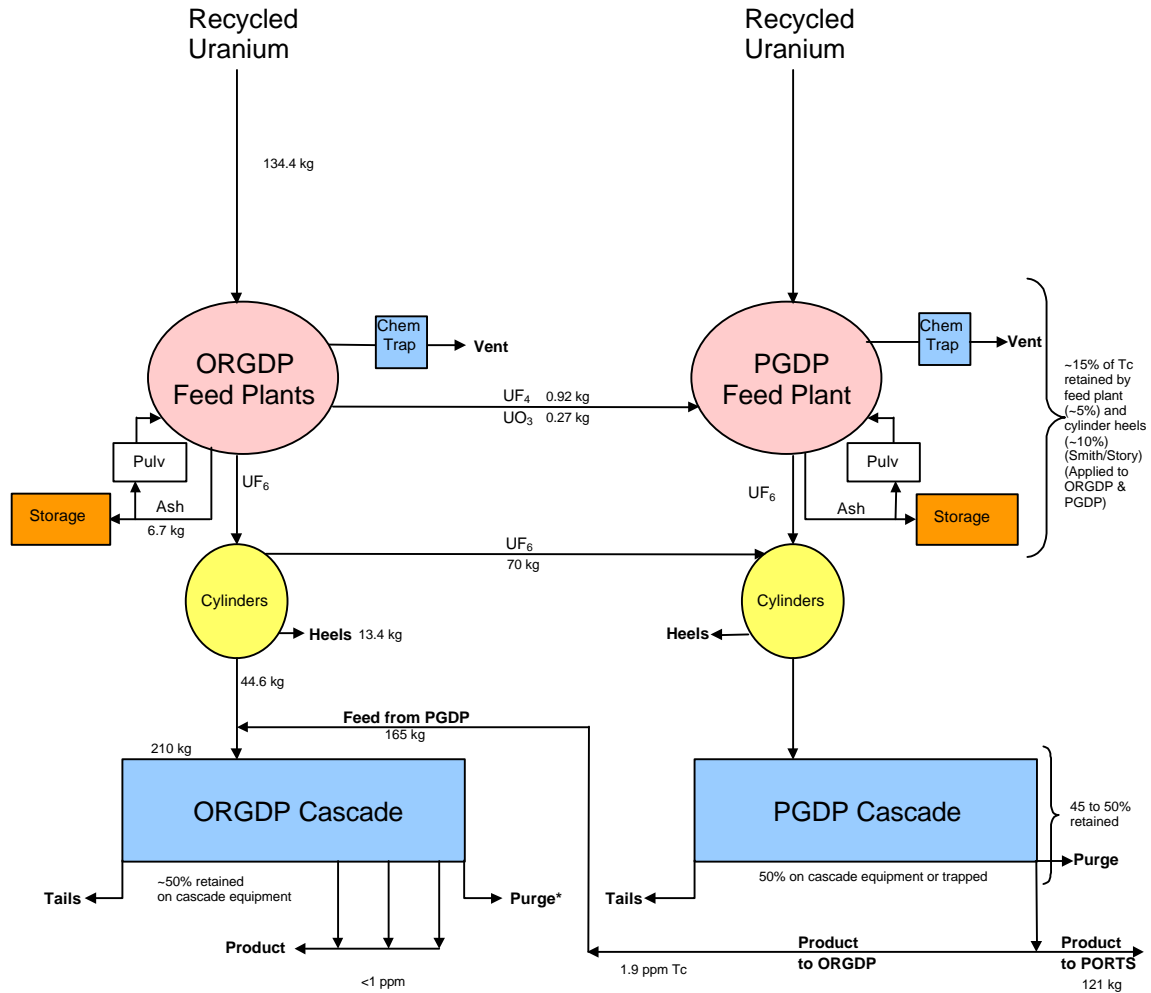 Recycled
Uranium
Recycled
Uranium
134.4 kg
Chem
Trap
Vent
ORGDP
Feed Plants
UF4 0.92 kg
UO3 0.27 kg
PGDP
Feed Plant
Chem
Trap
Vent
~15% of Tc
retained by
feed plant
(~5%) and
cylinder heels
(~10%)
(Smith/Story)
(Applied to
ORGDP &
PGDP)
Pulv
UF6
Ash
6.7 kg
Storage
UF6
Pulv
Ash
Storage
UF6
70 kg
Cylinders
Heels 13.4 kg
Cylinders
Heels
44.6 kg
Feed from PGDP
165 kg
210 kg
ORGDP Cascade
PGDP Cascade
45 to 50%
retained
Purge
~50% retained
on cascade equipment
50% on cascade equipment or trapped
Tails
Purge*
Tails
Product
<1 ppm
1.9 ppm Tc
Product
to ORGDP
Product
to PORTS
121 kg